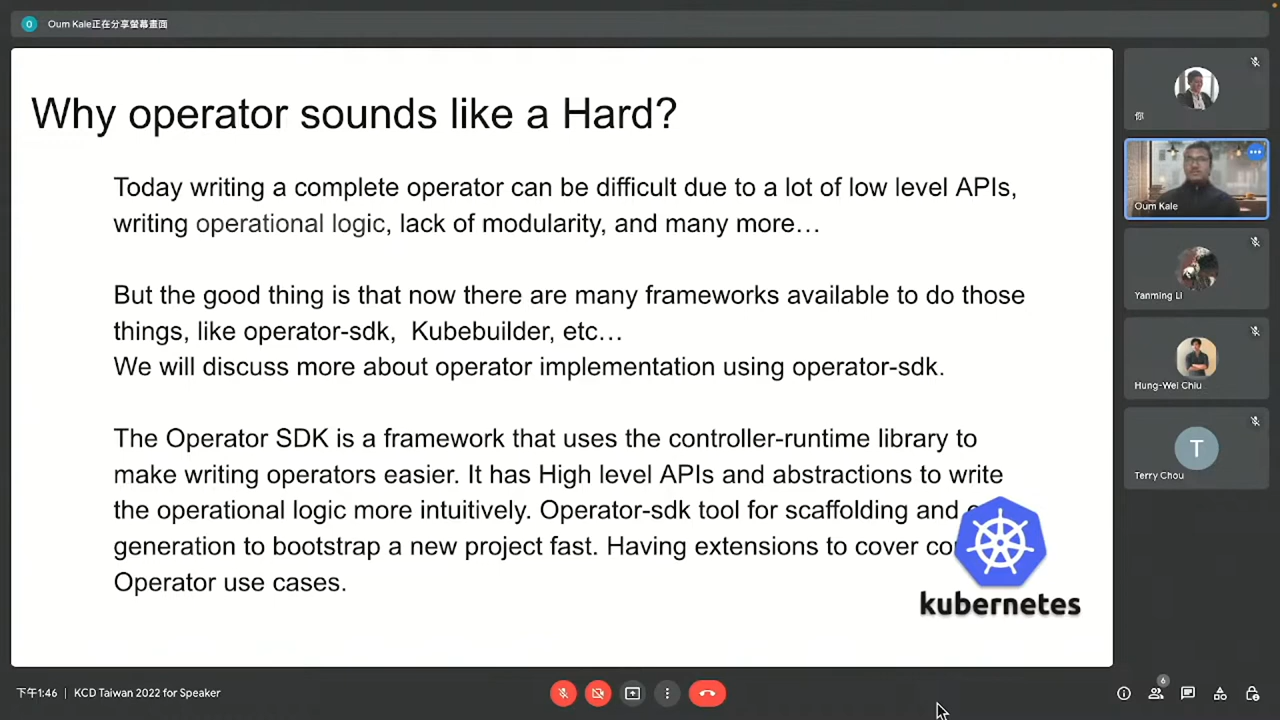 O
Oum Kale正在分享螢幕畫面
Why operator sounds like a Hard?
Today writing a complete operator can be difficult due to a lot of low level APIs,
writing operational logic, lack of modularity, and many more…
But the good thing is that now there are many frameworks available to do those
things, like operator-sdk, Kubebuilder, etc…
We will discuss more about operator implementation using operator-sdk.
The Operator SDK is a framework that uses the controller-runtime library to
make writing operators easier. It has High level APIs and abstractions to write
the operational logic more intuitively. Operator-sdk tool for scaffolding and
generation to bootstrap a new project fast. Having extensions to cover
Operator use cases.
kubernetes
你
Oum Kale
Yanming Li
Hung-Wei Chiu
T
Terry Chou
下午1:46 | KCD Taiwan 2022 for Speaker
6